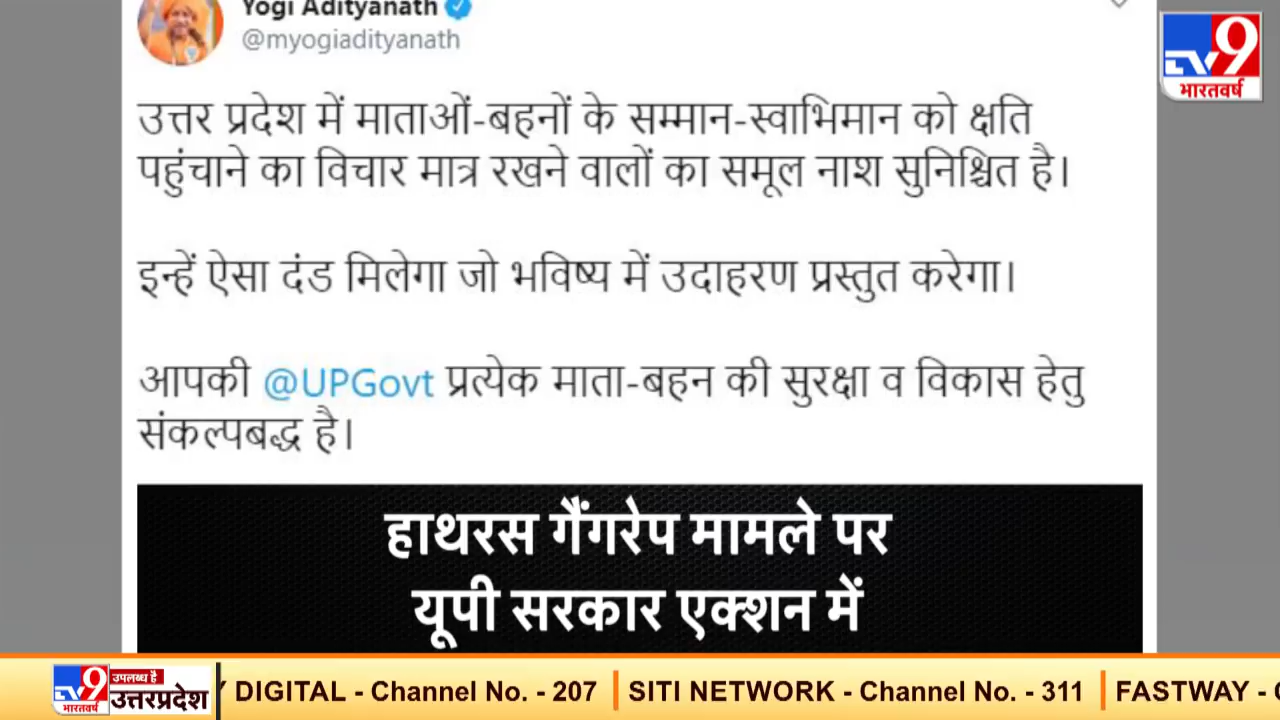 Yogi Adityanath
@myogiadityanath
TV9
भारतवर्ष
उत्तर प्रदेश में माताओं-बहनों के सम्मान-स्वाभिमान को क्षति
पहुंचाने का विचार मात्र रखने वालों का समूल नाश सुनिश्चित है।
इन्हें ऐसा दंड मिलेगा जो भविष्य में उदाहरण प्रस्तुत करेगा।
आपकी @UPGovt प्रत्येक माता-बहन की सुरक्षा व विकास हेतु
संकल्पबद्ध है।
हाथरस गैंगरेप मामले पर
यूपी सरकार एक्शन में
TV9 भारतवर्ष उपलब्ध है उत्तरप्रदेश DIGITAL - Channel No. - 207 SITI NETWORK - Channel No. - 311 FASTWAY -